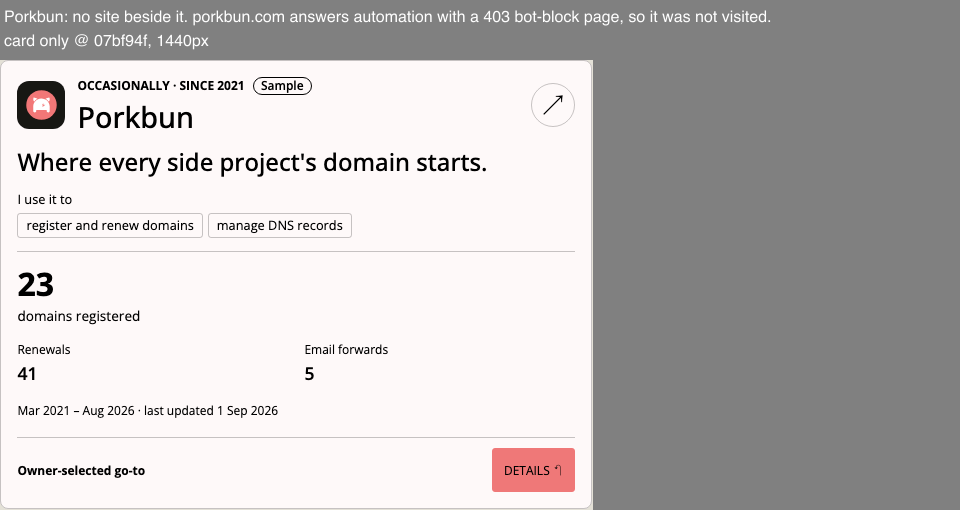 Porkbun: no site beside it. porkbun.com answers automation with a 403 bot-block page, so it was not visited.
card only @ 07bf94f, 1440px
OCCASIONALLY · SINCE 2021 Sample
Porkbun
Where every side project's domain starts.
I use it to
register and renew domains manage DNS records
23
domains registered
Renewals Email forwards
41 5
Mar 2021 – Aug 2026 · last updated 1 Sep 2026
Owner-selected go-to DETAILS